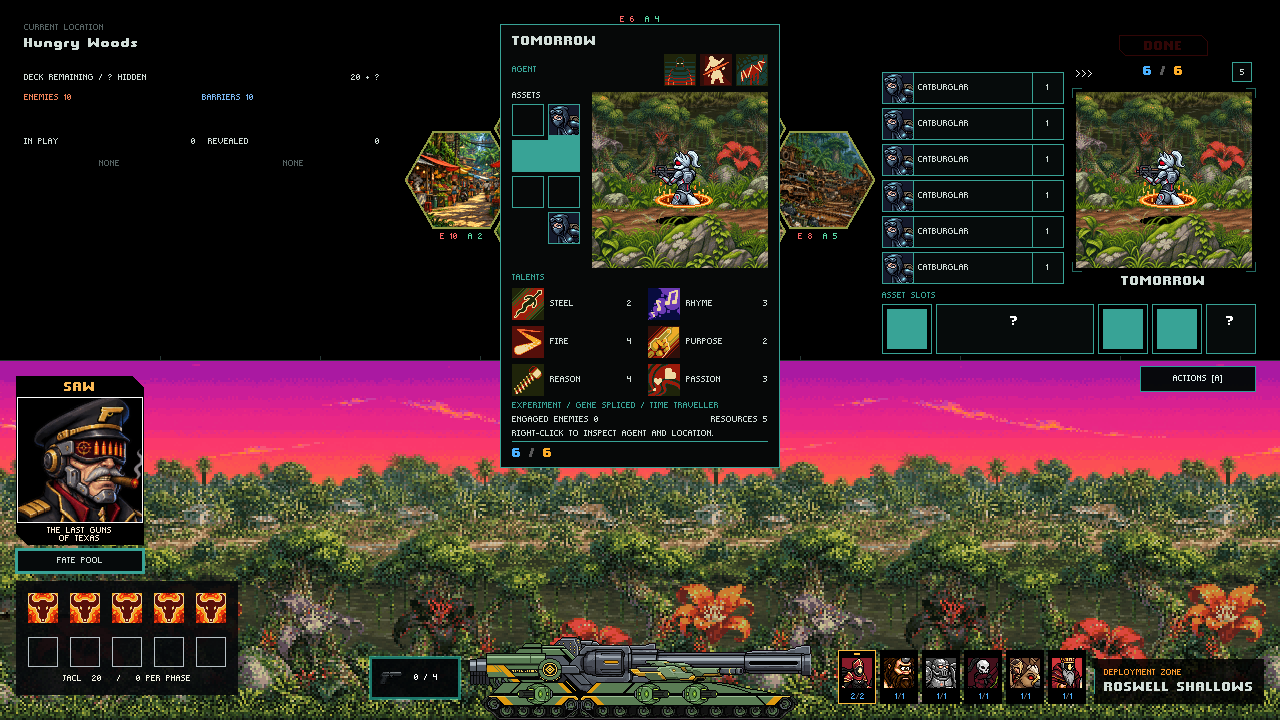 CURRENT LOCATION
Hungry Woods
DECK REMAINING / ? HIDDEN 20 + ?
ENEMIES 10 BARRIERS 10
IN PLAY 0 REVEALED 0
NONE NONE
E 10 A 2
E 6 A 4
TOMORROW
AGENT
ASSETS
TALENTS
STEEL 2 RHYME 3
FIRE 4 PURPOSE 2
REASON 4 PASSION 3
EXPERIMENT / GENE SPLICED / TIME TRAVELLER
ENGAGED ENEMIES 0 RESOURCES 5
RIGHT-CLICK TO INSPECT AGENT AND LOCATION.
6 / 6
E 8 A 5
DONE
>>> 6 / 6 5
CATBURGLAR 1
CATBURGLAR 1
CATBURGLAR 1
CATBURGLAR 1
CATBURGLAR 1
CATBURGLAR 1
TOMORROW
ASSET SLOTS
? ?
ACTIONS [A]
SAW
THE LAST GUNS
OF TEXAS
FATE POOL
JACL 20 / 0 PER PHASE
0 / 4
2/2 1/1 1/1 1/1 1/1 1/1
DEPLOYMENT ZONE
ROSWELL SHALLOWS